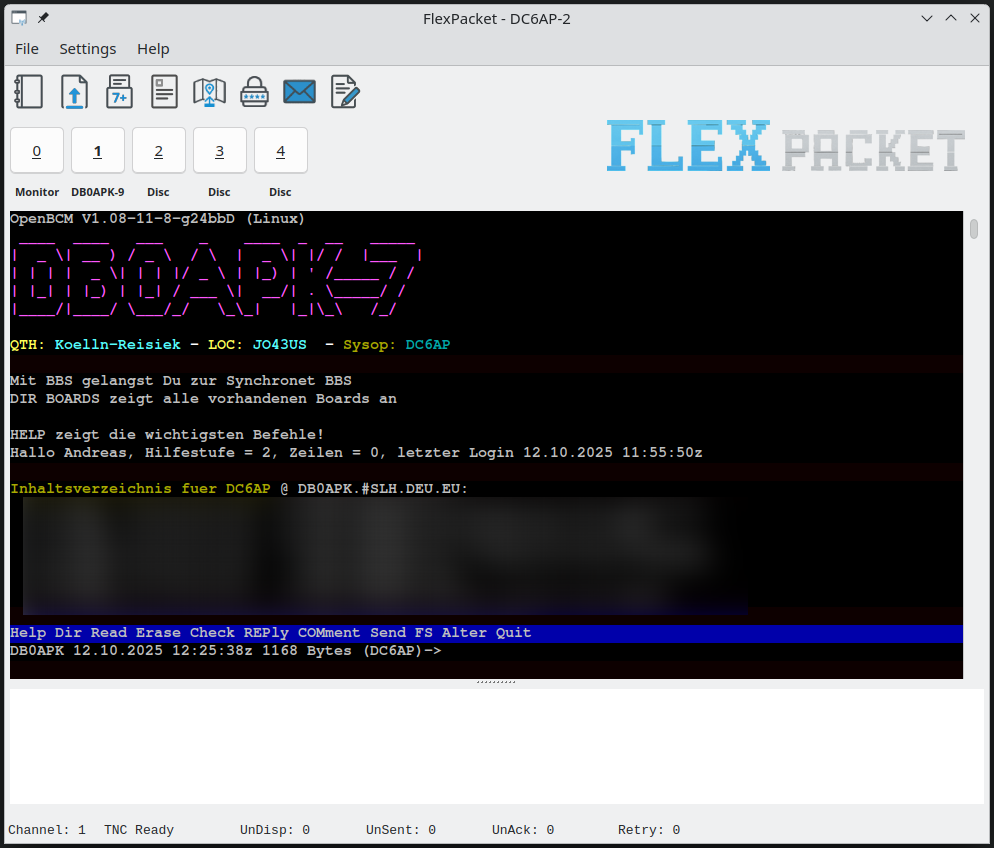 FlexPacket - DC6AP-2
File Settings Help
7+
0 1 2 3 4
Monitor DB0APK-9 Disc Disc Disc
FLEX PACKET
OpenBCM V1.08-11-8-g24bbD (Linux)
DB0APK-7
QTH: Koelln-Reisiek - LOC: JO43US - Sysop: DC6AP
Mit BBS gelangst Du zur Synchronet BBS
DIR BOARDS zeigt alle vorhandenen Boards an
HELP zeigt die wichtigsten Befehle!
Hallo Andreas, Hilfestufe = 2, Zeilen = 0, letzter Login 12.10.2025 11:55:50z
Inhaltsverzeichnis fuer DC6AP @ DB0APK.#SLH.DEU.EU:
Help Dir Read Erase Check REPly COMment Send FS Alter Quit
DB0APK 12.10.2025 12:25:38z 1168 Bytes (DC6AP)->
Channel: 1 TNC Ready UnDisp: 0 UnSent: 0 UnAck: 0 Retry: 0